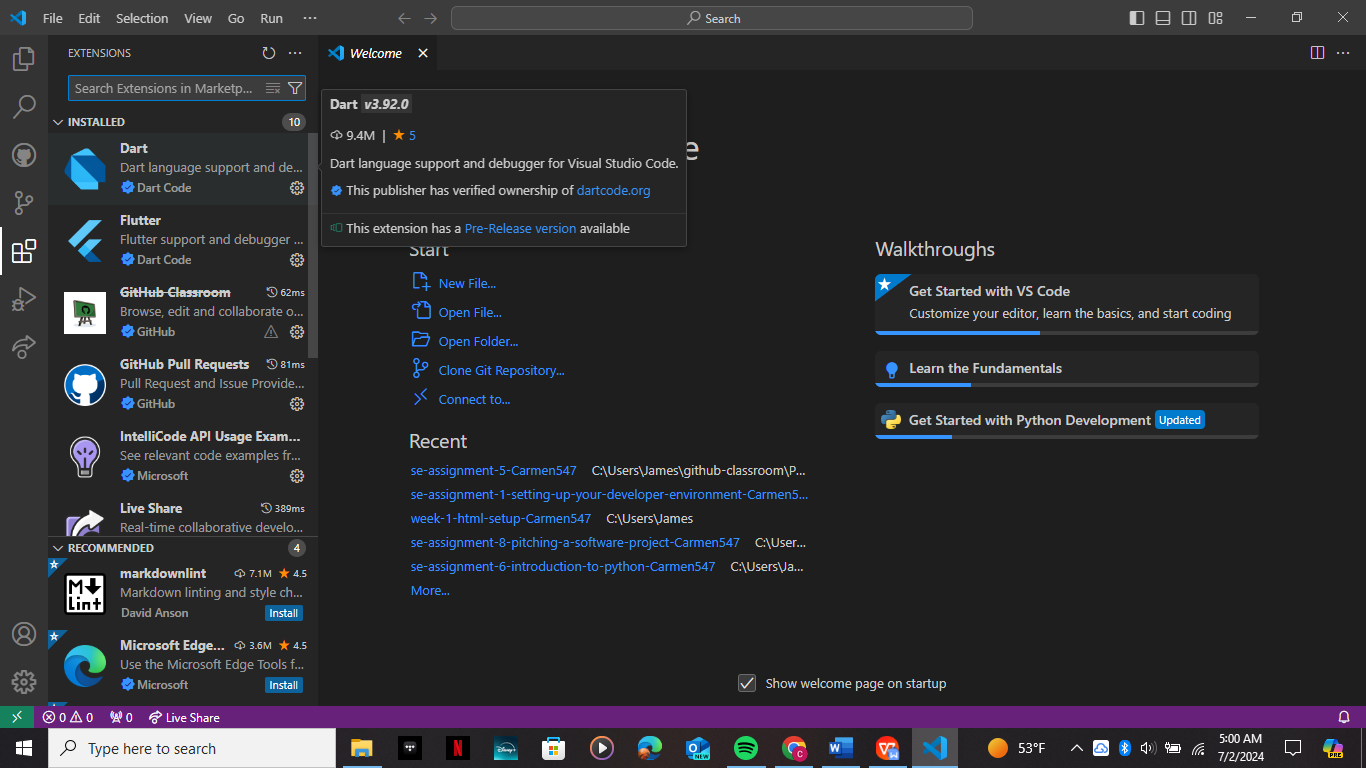 File Edit Selection View Go Run ...
Search
EXTENSIONS
Search Extensions in Marketp...
INSTALLED 10
Dart
Dart language support and de...
Dart Code
Flutter
Flutter support and debugger ...
Dart Code
GitHub Classroom 62ms
Browse, edit and collaborate o...
GitHub
GitHub Pull Requests 81ms
Pull Request and Issue Provide...
GitHub
IntelliCode API Usage Exam...
See relevant code examples fr...
Microsoft
Live Share 389ms
Real-time collaborative develo...
RECOMMENDED 4
markdownlint 7.1M 4.5
Markdown linting and style ch...
David Anson Install
Microsoft Edge... 3.6M 4.5
Use the Microsoft Edge Tools f...
Microsoft Install
Welcome
Dart v3.92.0
9.4M | 5
Dart language support and debugger for Visual Studio Code.
This publisher has verified ownership of dartcode.org
This extension has a Pre-Release version available
Start
New File...
Open File...
Open Folder...
Clone Git Repository...
Connect to...
Recent
se-assignment-5-Carmen547 C:\Users\James\github-classroom\P...
se-assignment-1-setting-up-your-developer-environment-Carmen5...
week-1-html-setup-Carmen547 C:\Users\James
se-assignment-8-pitching-a-software-project-Carmen547 C:\User...
se-assignment-6-introduction-to-python-Carmen547 C:\Users\Ja...
More...
Walkthroughs
Get Started with VS Code
Customize your editor, learn the basics, and start coding
Learn the Fundamentals
Get Started with Python Development Updated
Show welcome page on startup
0 0 0 Live Share
Type here to search
53°F
5:00 AM
7/2/2024